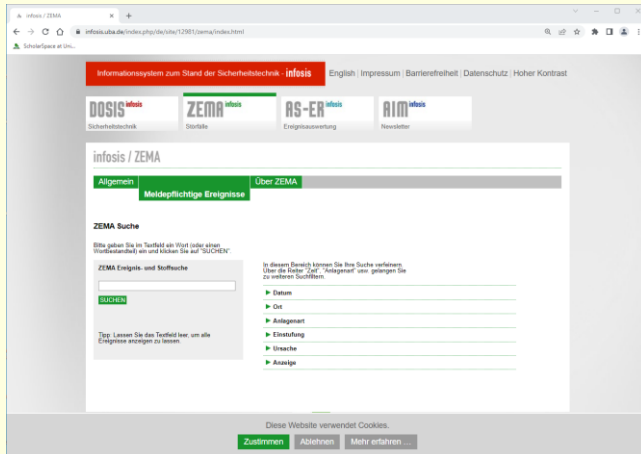 infosis / ZEMA
infosis.uba.de/index.php/de/site/12981/zema/index.html
ScholarSpace at Uni...
Informationssystem zum Stand der Sicherheitstechnik - infosis
English | Impressum | Barrierefreiheit | Datenschutz | Hoher Kontrast
DOSIS infosis
Sicherheitstechnik
ZEMA infosis
Störfälle
AS-ER infosis
Ereignisauswertung
AIM infosis
Newsletter
infosis / ZEMA
Allgemein
Meldepflichtige Ereignisse
Über ZEMA
ZEMA Suche
Bitte geben Sie im Textfeld ein Wort (oder einen
Wortbestandteil) ein und klicken Sie auf "SUCHEN".
ZEMA Ereignis- und Stoffsuche
SUCHEN
Tipp: Lassen Sie das Textfeld leer, um alle
Ereignisse anzeigen zu lassen.
In diesem Bereich können Sie Ihre Suche verfeinern.
Über die Reiter "Zeit", "Anlagenart" usw. gelangen Sie
zu weiteren Suchfiltern.
Datum
Ort
Anlagenart
Einstufung
Ursache
Anzeige
Diese Website verwendet Cookies.
Zustimmen
Ablehnen
Mehr erfahren ...